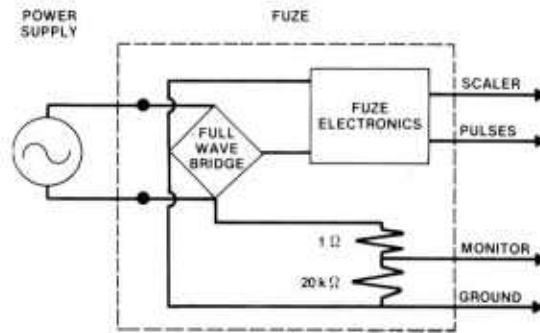 POWER
SUPPLY
FUZE
FULL
WAVE
BRIDGE
FUZE
ELECTRONICS
SCALER
PULSES
1 Ω
MONITOR
20 k Ω
GROUND